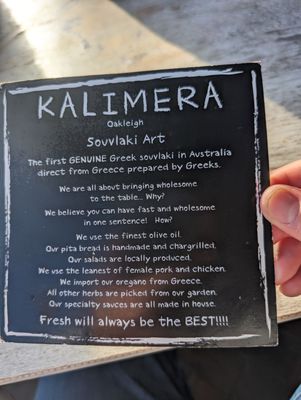 KALIMERA
Oakleigh
Souvlaki Art
The first GENUINE Greek souvlaki in Australia
direct from Greece prepared by Greeks.
We are all about bringing wholesome
to the table... Why?
We believe you can have fast and wholesome
in one sentence! How?
We use the finest olive oil.
Our pita bread is handmade and chargrilled.
Our salads are locally produced.
We use the leanest of female pork and chicken.
We import our oregano from Greece.
All other herbs are picked from our garden.
Our specialty sauces are all made in house.
Fresh will always be the BEST!!!!